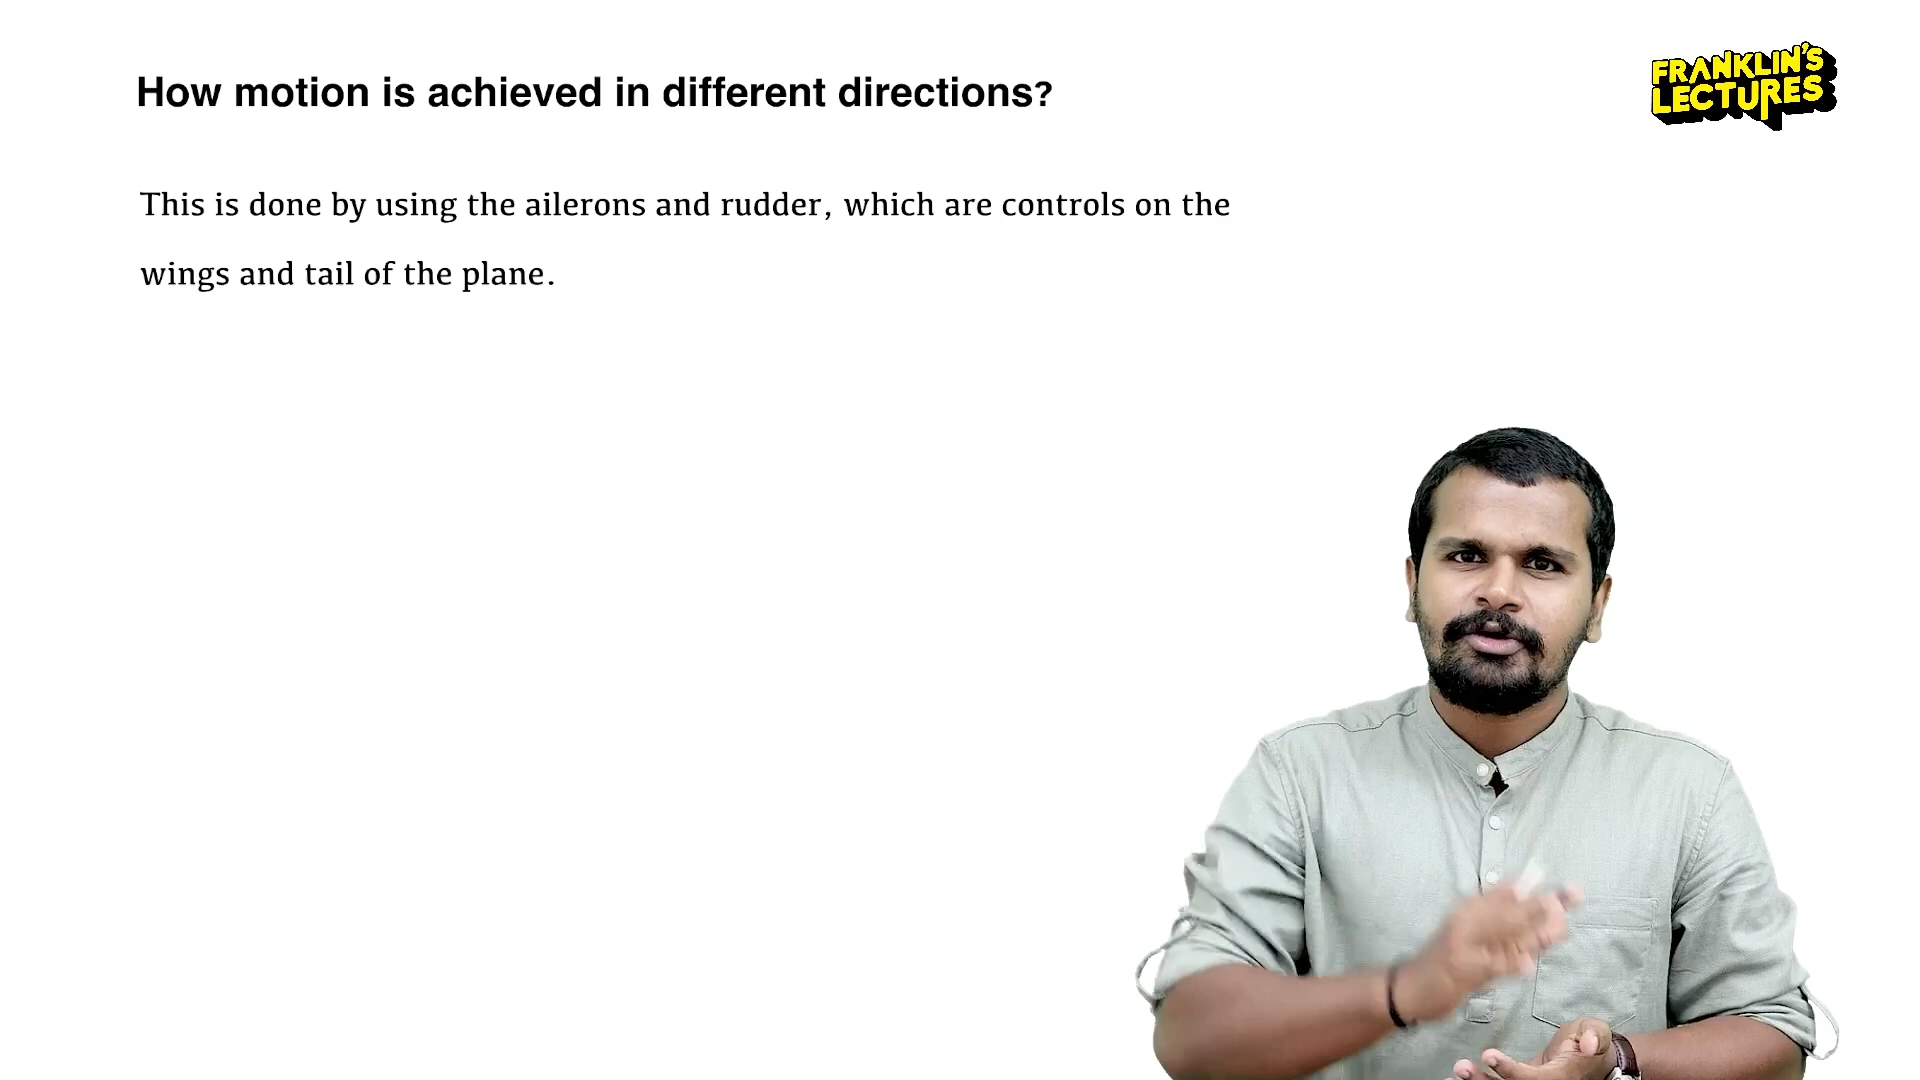 How motion is achieved in different directions?
FRANKLIN'S
LECTURES
This is done by using the ailerons and rudder, which are controls on the
wings and tail of the plane.